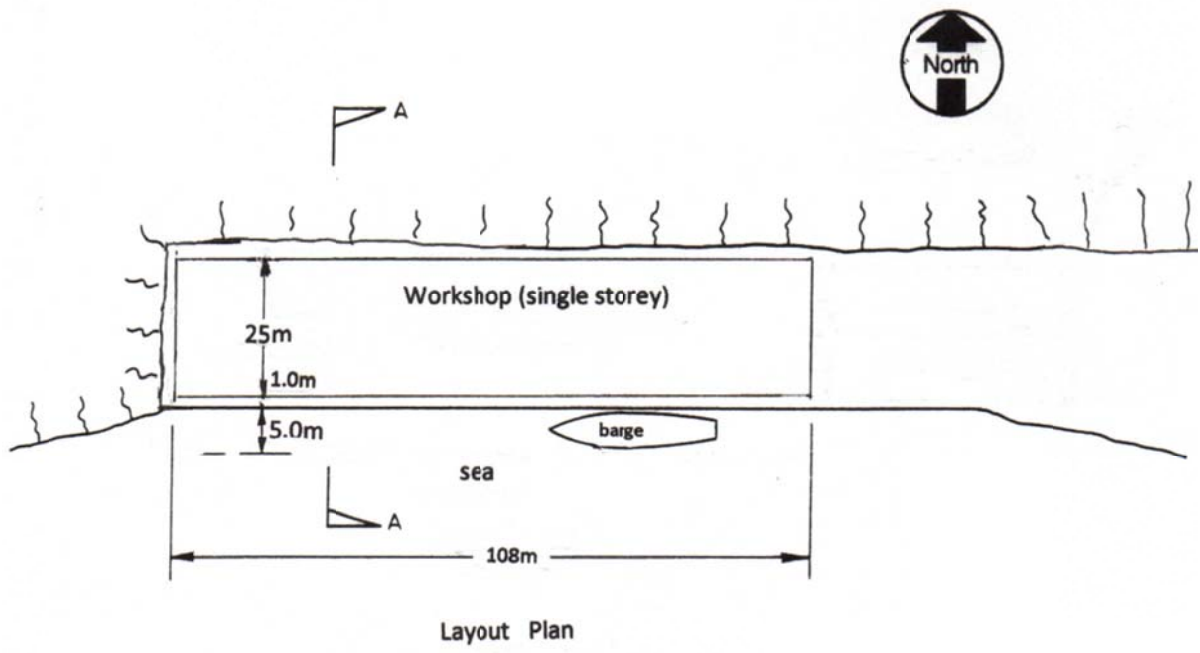 North
A
Workshop (single storey)
25m
1.0m
5.0m
barge
sea
A
108m
Layout Plan